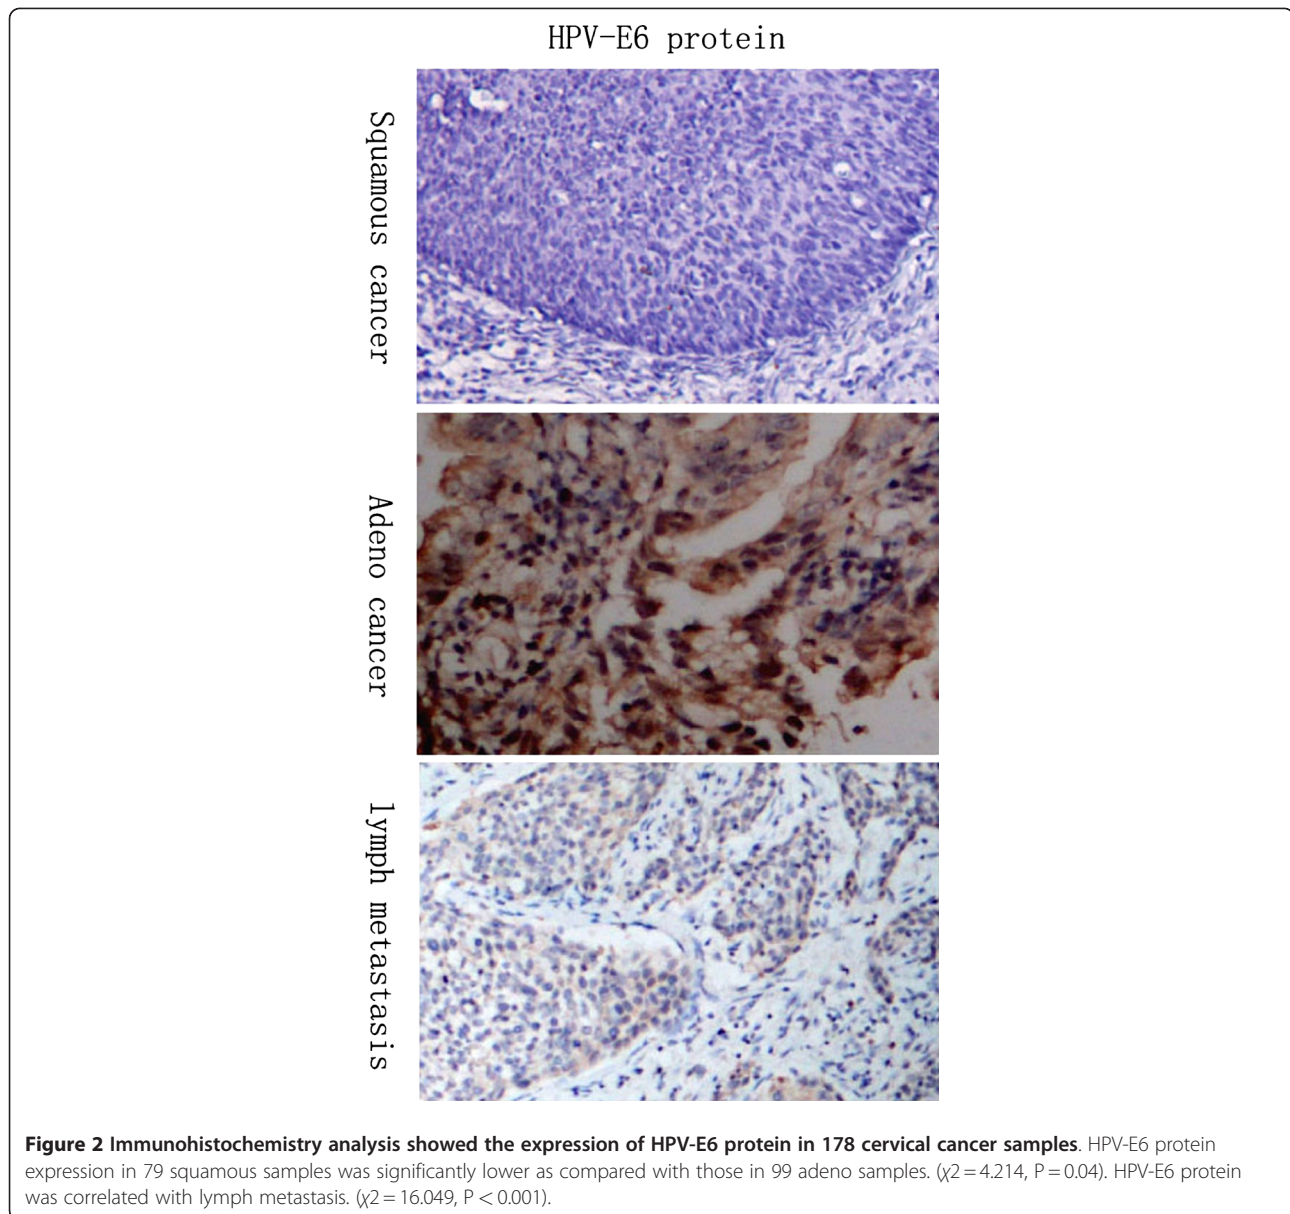 HPV-E6 protein
Squamous cancer
Adeno cancer
lymph metastasis
Figure 2 Immunohistochemistry analysis showed the expression of HPV-E6 protein in 178 cervical cancer samples. HPV-E6 protein
expression in 79 squamous samples was significantly lower as compared with those in 99 adeno samples. (χ2 = 4.214, P = 0.04). HPV-E6 protein
was correlated with lymph metastasis. (χ2 = 16.049, P < 0.001).